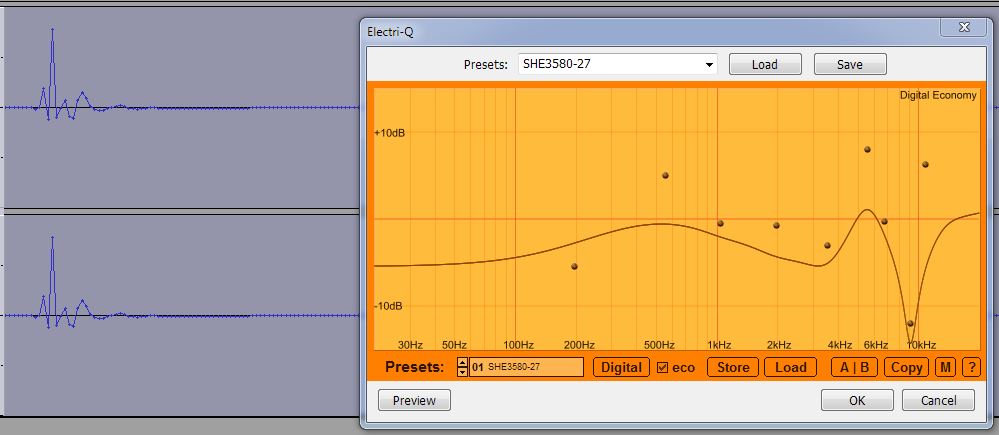 Electri-Q
Presets: SHE3580-27 Load Save
Digital Economy
+10dB
-10dB
30Hz 50Hz 100Hz 200Hz 500Hz 1kHz 2kHz 4kHz 6kHz 10kHz
Presets: 01 SHE3580-27 Digital eco Store Load A | B Copy M ?
Preview OK Cancel